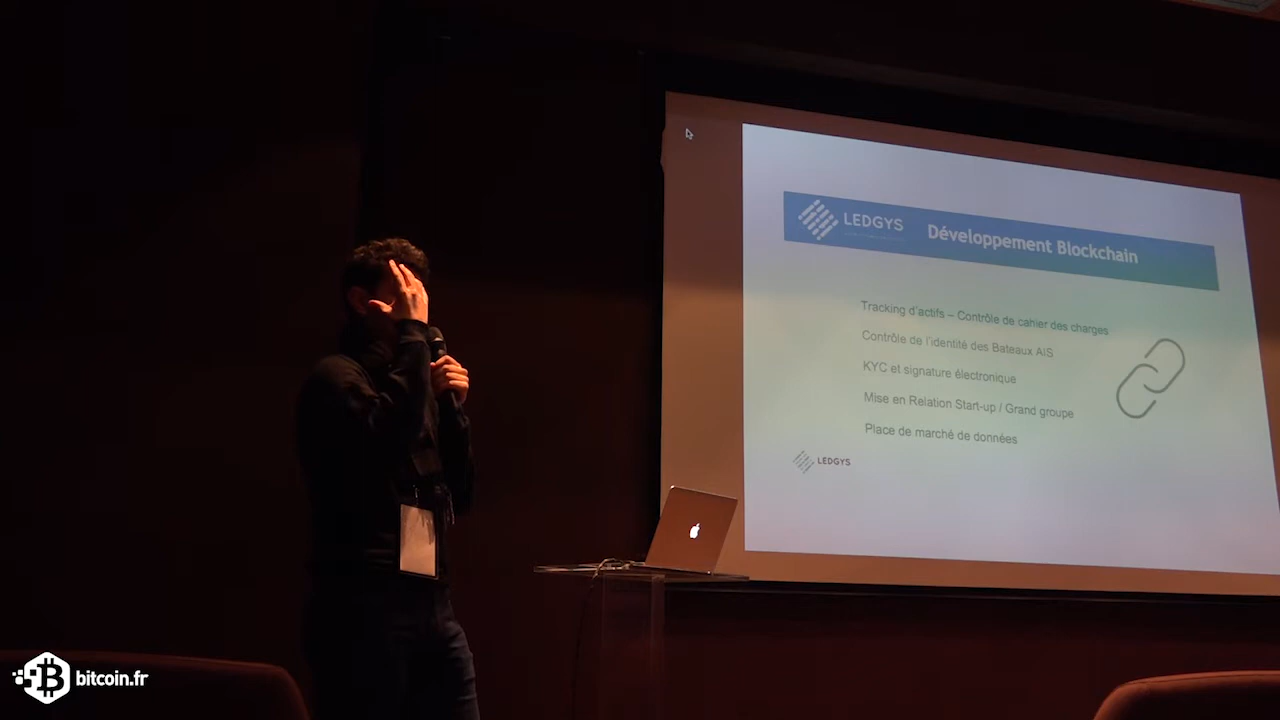 LEDGYS
Développement Blockchain
Tracking d'actifs – Contrôle de cahier des charges
Contrôle de l'identité des Bateaux AIS
KYC et signature électronique
Mise en Relation Start-up / Grand groupe
Place de marché de données
LEDGYS
bitcoin.fr